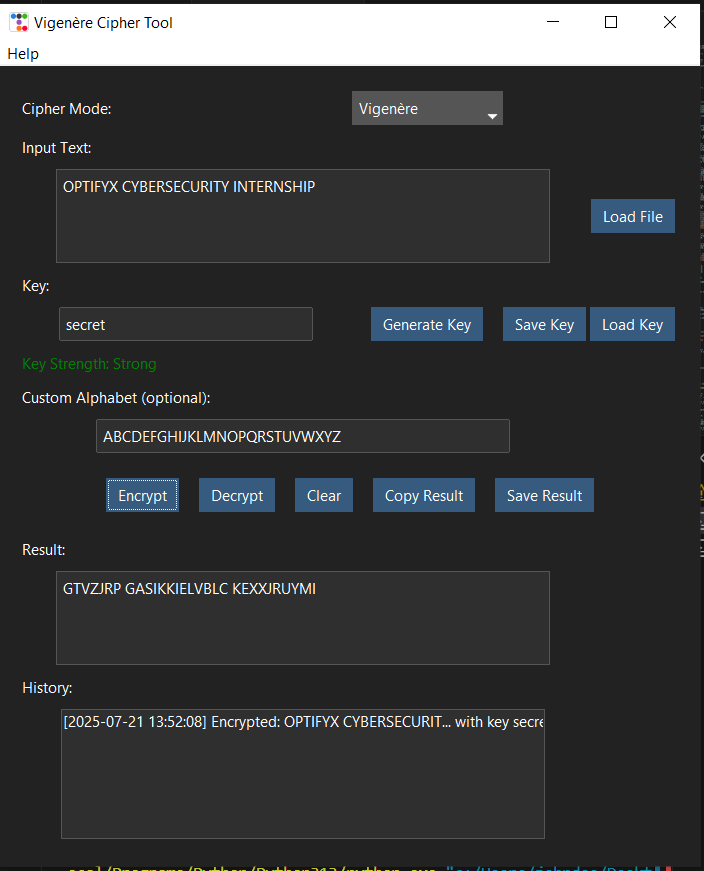 Vigenère Cipher Tool
Help
Cipher Mode: Vigenère
Input Text:
OPTIFYX CYBERSECURITY INTERNSHIP
Load File
Key:
secret Generate Key Save Key Load Key
Key Strength: Strong
Custom Alphabet (optional):
ABCDEFGHIJKLMNOPQRSTUVWXYZ
Encrypt Decrypt Clear Copy Result Save Result
Result:
GTVZJRP GASIKKIELVBLC KEXXJRUYMI
History:
[2025-07-21 13:52:08] Encrypted: OPTIFYX CYBERSECURIT... with key secre